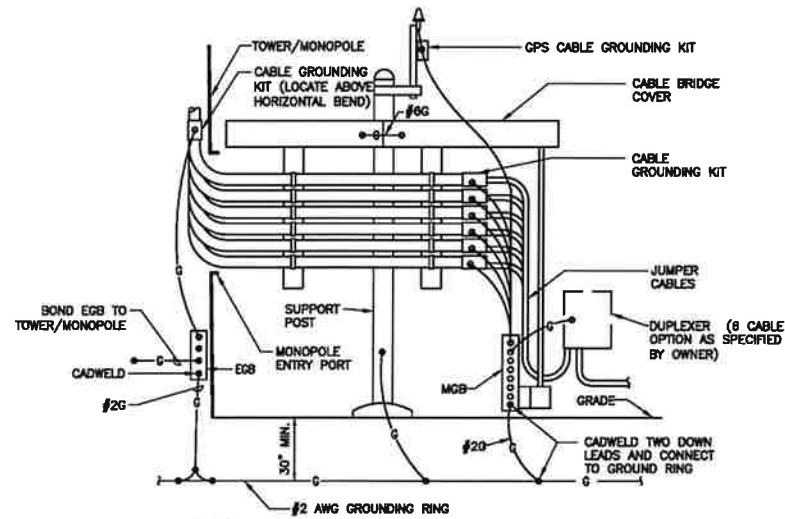 TOWER/MONOPOLE
GPS CABLE GROUNDING KIT
CABLE GROUNDING
KIT (LOCATE ABOVE
HORIZONTAL BEND)
CABLE BRIDGE
COVER
#6G
G
CABLE
GROUNDING KIT
G
JUMPER
CABLES
BOND EGB TO
TOWER/MONOPOLE
SUPPORT
POST
DUPLEXER (8 CABLE
OPTION AS SPECIFIED
BY OWNER)
G
G
MONOPOLE
ENTRY PORT
EGB
CADWELD
MGB
#2G
G
GRADE
30" MIN.
G
#2G
G
CADWELD TWO DOWN
LEADS AND CONNECT
TO GROUND RING
G
G
#2 AWG GROUNDING RING